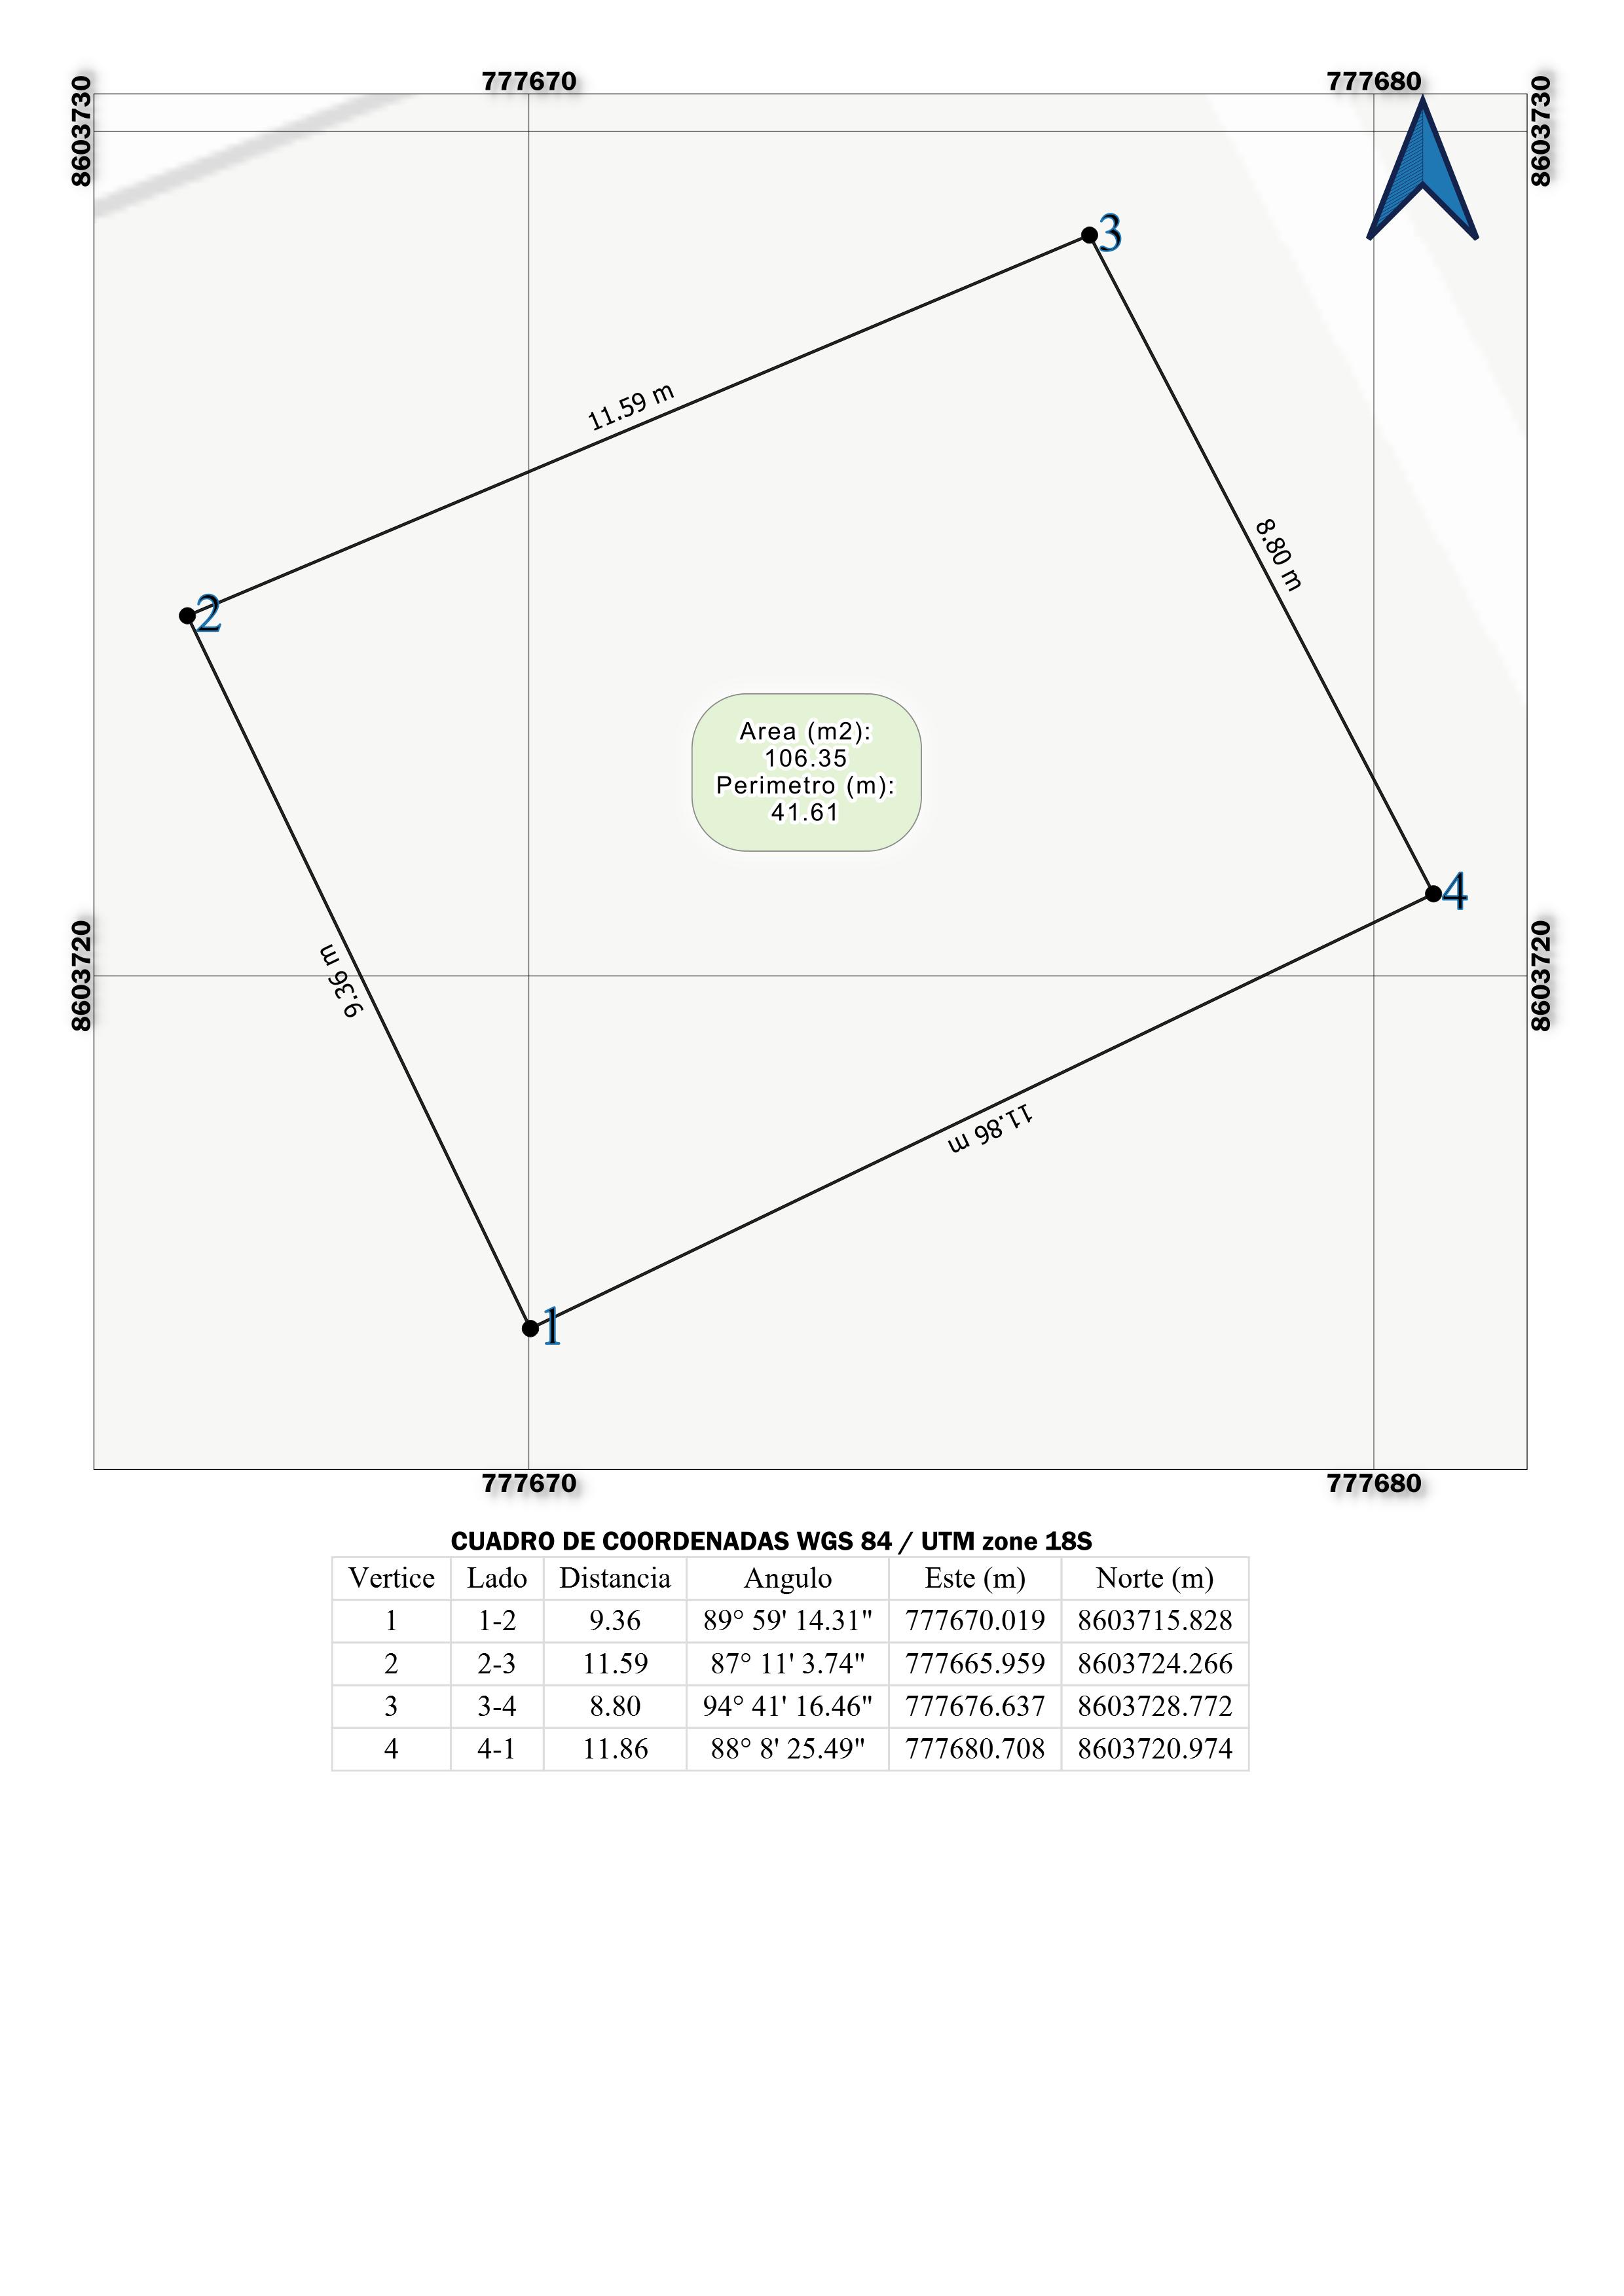 777670 777680
8603730 8603730
3
11.59 m
8.80 m
2
Area (m2):
106.35
Perimetro (m):
41.61
4
9.36 m
8603720 8603720
11.86 m
1
777670 777680
CUADRO DE COORDENADAS WGS 84 / UTM zone 18S
Vertice Lado Distancia Angulo Este (m) Norte (m)
1 1-2 9.36 89° 59' 14.31" 777670.019 8603715.828
2 2-3 11.59 87° 11' 3.74" 777665.959 8603724.266
3 3-4 8.80 94° 41' 16.46" 777676.637 8603728.772
4 4-1 11.86 88° 8' 25.49" 777680.708 8603720.974